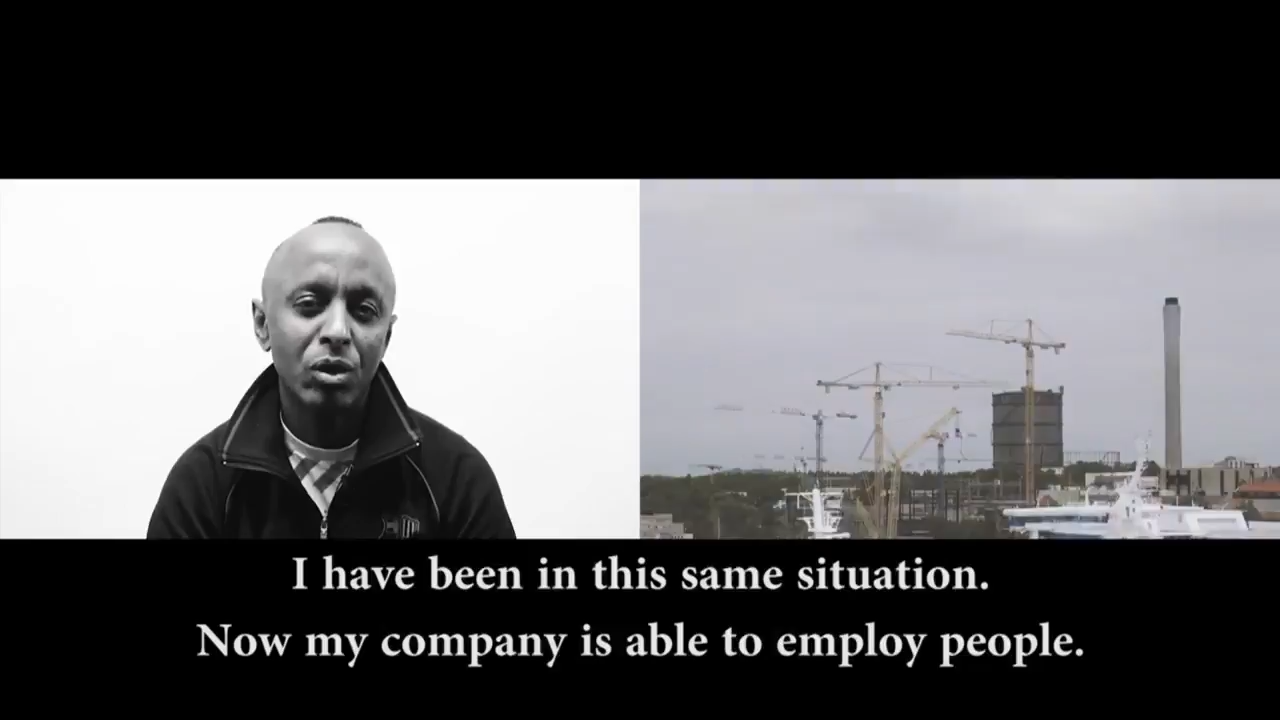 I have been in this same situation.
Now my company is able to employ people.